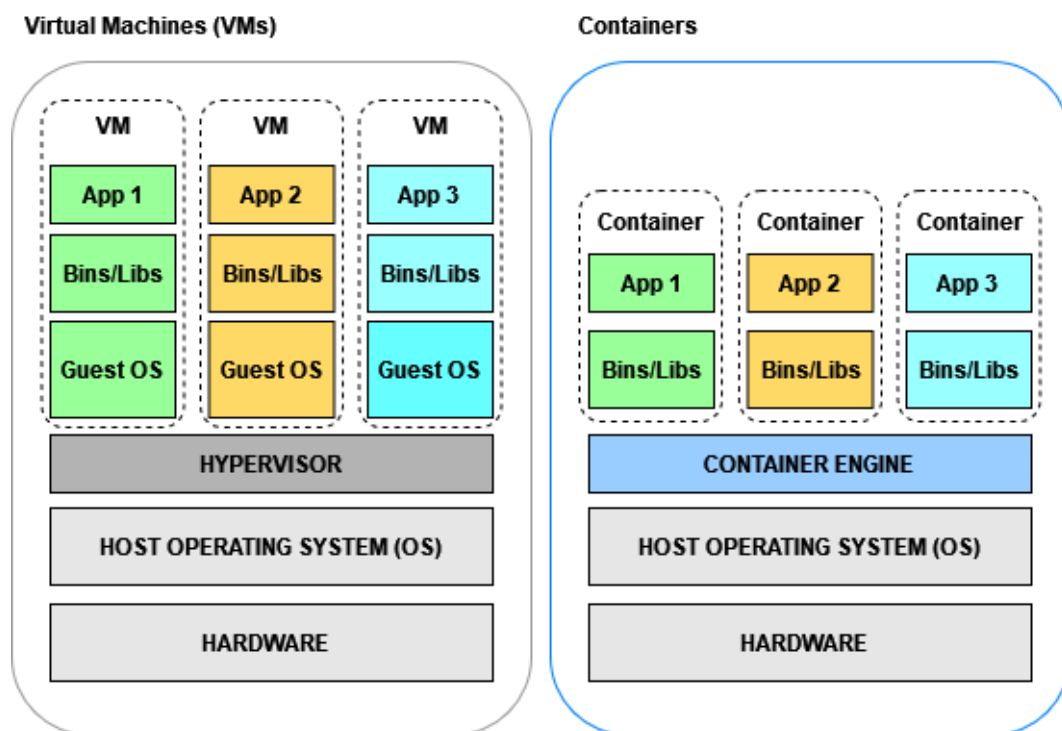 Virtual Machines (VMs)
VM
VM
VM
App 1
App 2
App 3
Bins/Libs
Bins/Libs
Bins/Libs
Guest OS
Guest OS
Guest OS
HYPERVISOR
HOST OPERATING SYSTEM (OS)
HARDWARE
Containers
Container
Container
Container
App 1
App 2
App 3
Bins/Libs
Bins/Libs
Bins/Libs
CONTAINER ENGINE
HOST OPERATING SYSTEM (OS)
HARDWARE